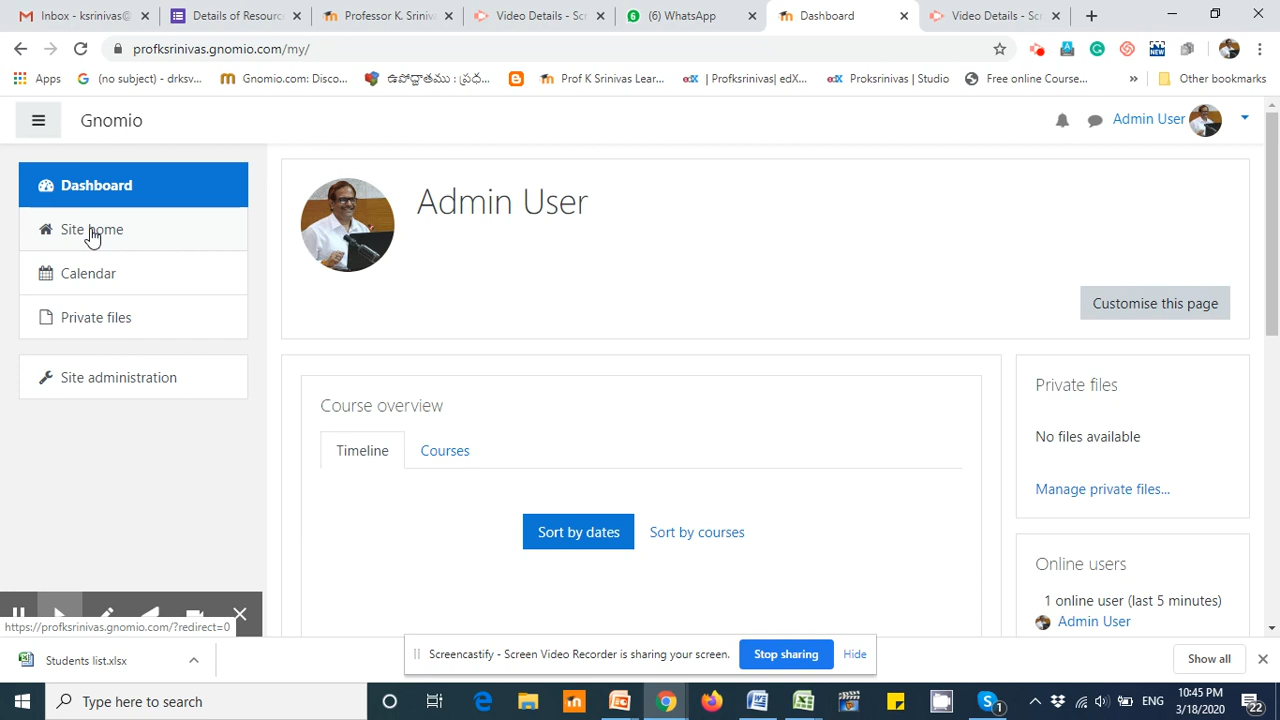 Inbox - ksrinivas@
Details of Resourc
Professor K. Sriniv
Video Details - Scr
(6) WhatsApp
Dashboard
Video Details - Scr
profksrinivas.gnomio.com/my/
Apps
(no subject) - drksv...
Gnomio.com: Disco...
ఉపోద్ఘాతము : ప్ర...
Prof K Srinivas Lear...
| Profksrinivas| edX...
Proksrinivas | Studio
Free online Course...
»
Other bookmarks
Gnomio
Admin User
Dashboard
Site home
Calendar
Private files
Site administration
Admin User
Customise this page
Course overview
Timeline
Courses
Sort by dates
Sort by courses
Private files
No files available
Manage private files...
Online users
1 online user (last 5 minutes)
Admin User
https://profksrinivas.gnomio.com/?redirect=0
Students list.xlsx
Screencastify - Screen Video Recorder is sharing your screen.
Stop sharing
Hide
Show all
Type here to search
1
ENG
10:45 PM
3/18/2020
22